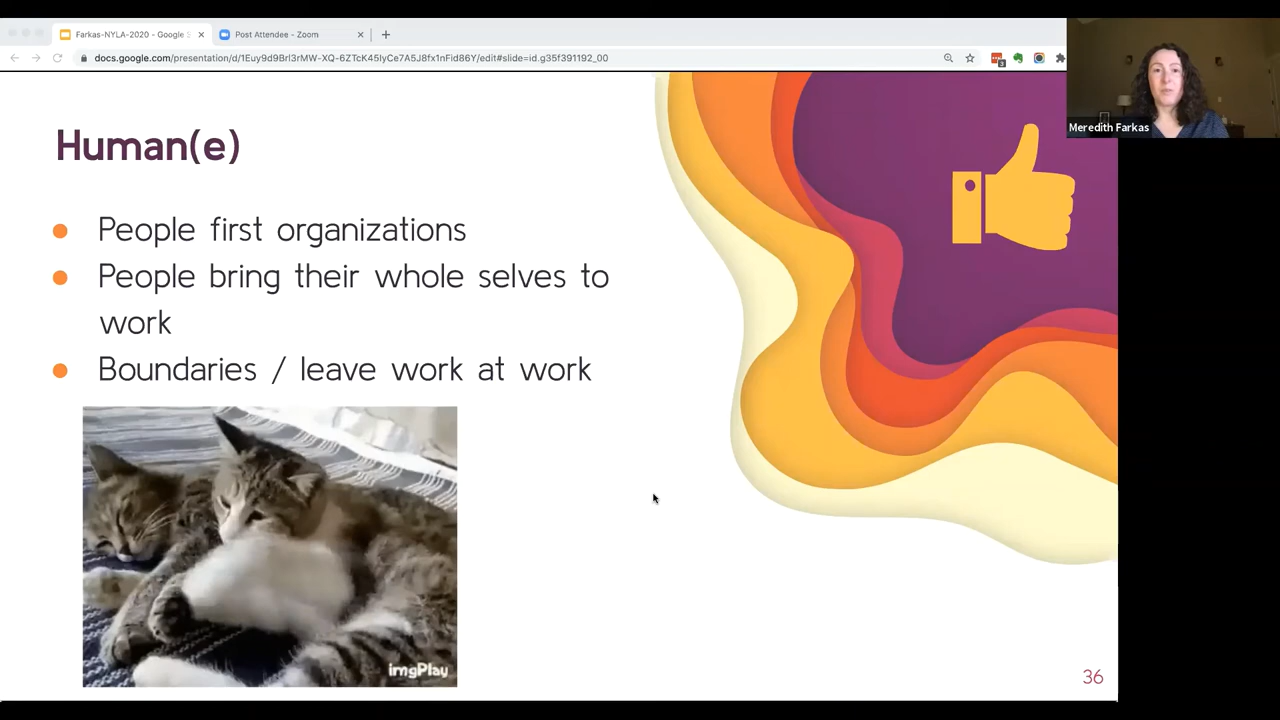 Farkas-NYLA-2020 - Google S
Post Attendee - Zoom
docs.google.com/presentation/d/1Euy9d9Brl3rMW-XQ-6ZTcK45lyCe7A5J8fx1nFid86Y/edit#slide=id.g35f391192_00
Meredith Farkas
Human(e)
People first organizations
People bring their whole selves to
work
Boundaries / leave work at work
imgPlay
36